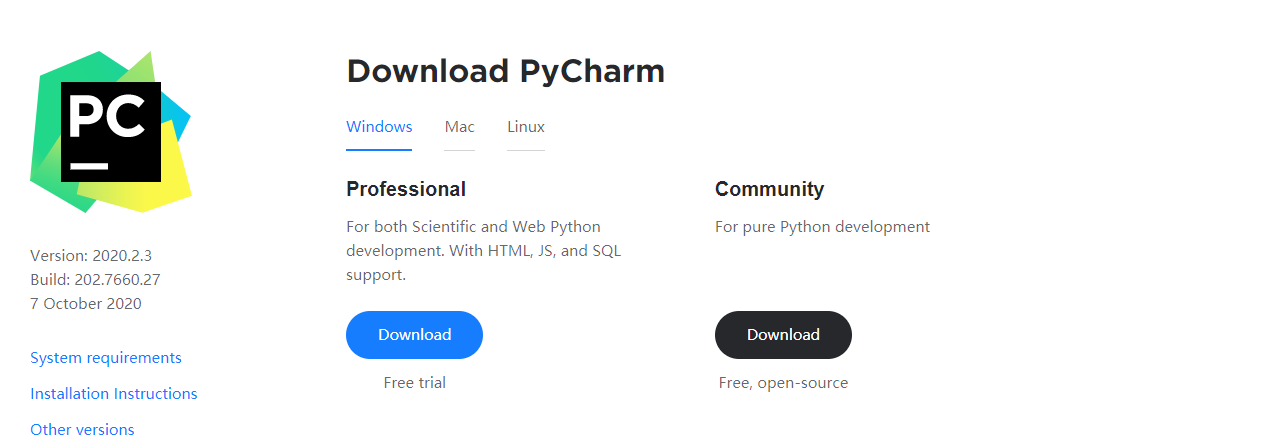 PC
Version: 2020.2.3
Build: 202.7660.27
7 October 2020
System requirements
Installation Instructions
Other versions
Download PyCharm
Windows Mac Linux
Professional
For both Scientific and Web Python
development. With HTML, JS, and SQL
support.
Download
Free trial
Community
For pure Python development
Download
Free, open-source